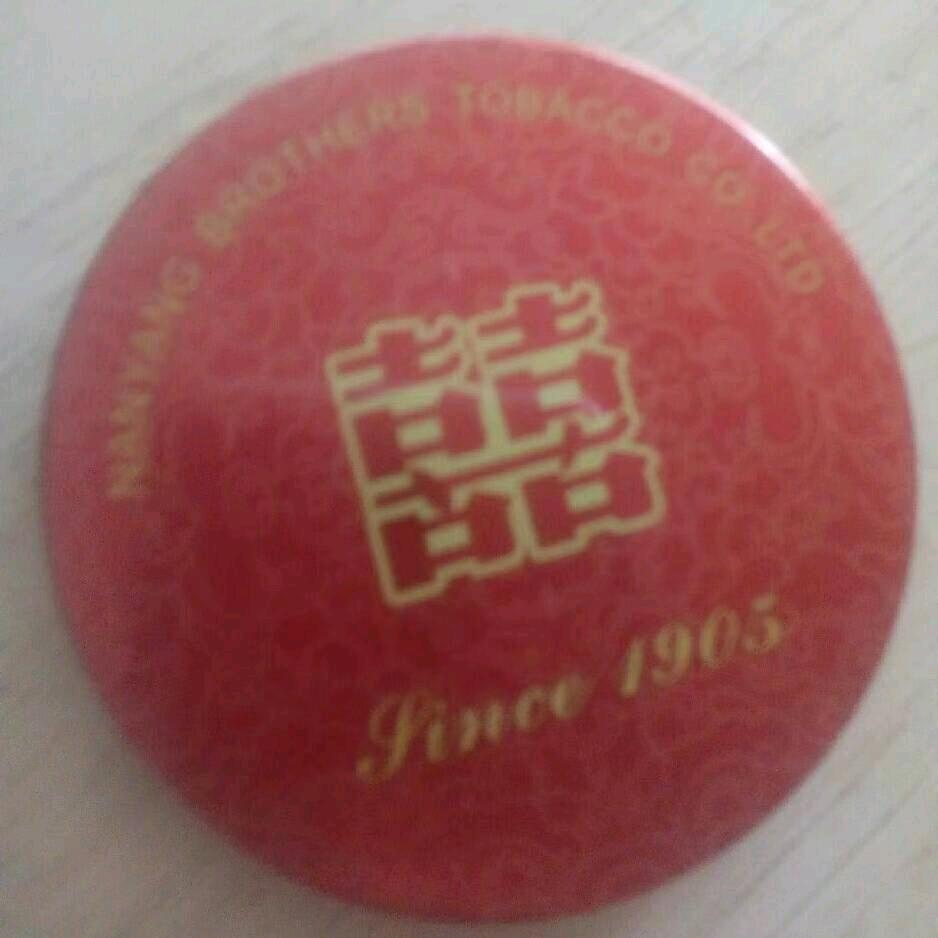 NANYANG BROTHERS TOBACCO CO. LTD
囍
Since 1905